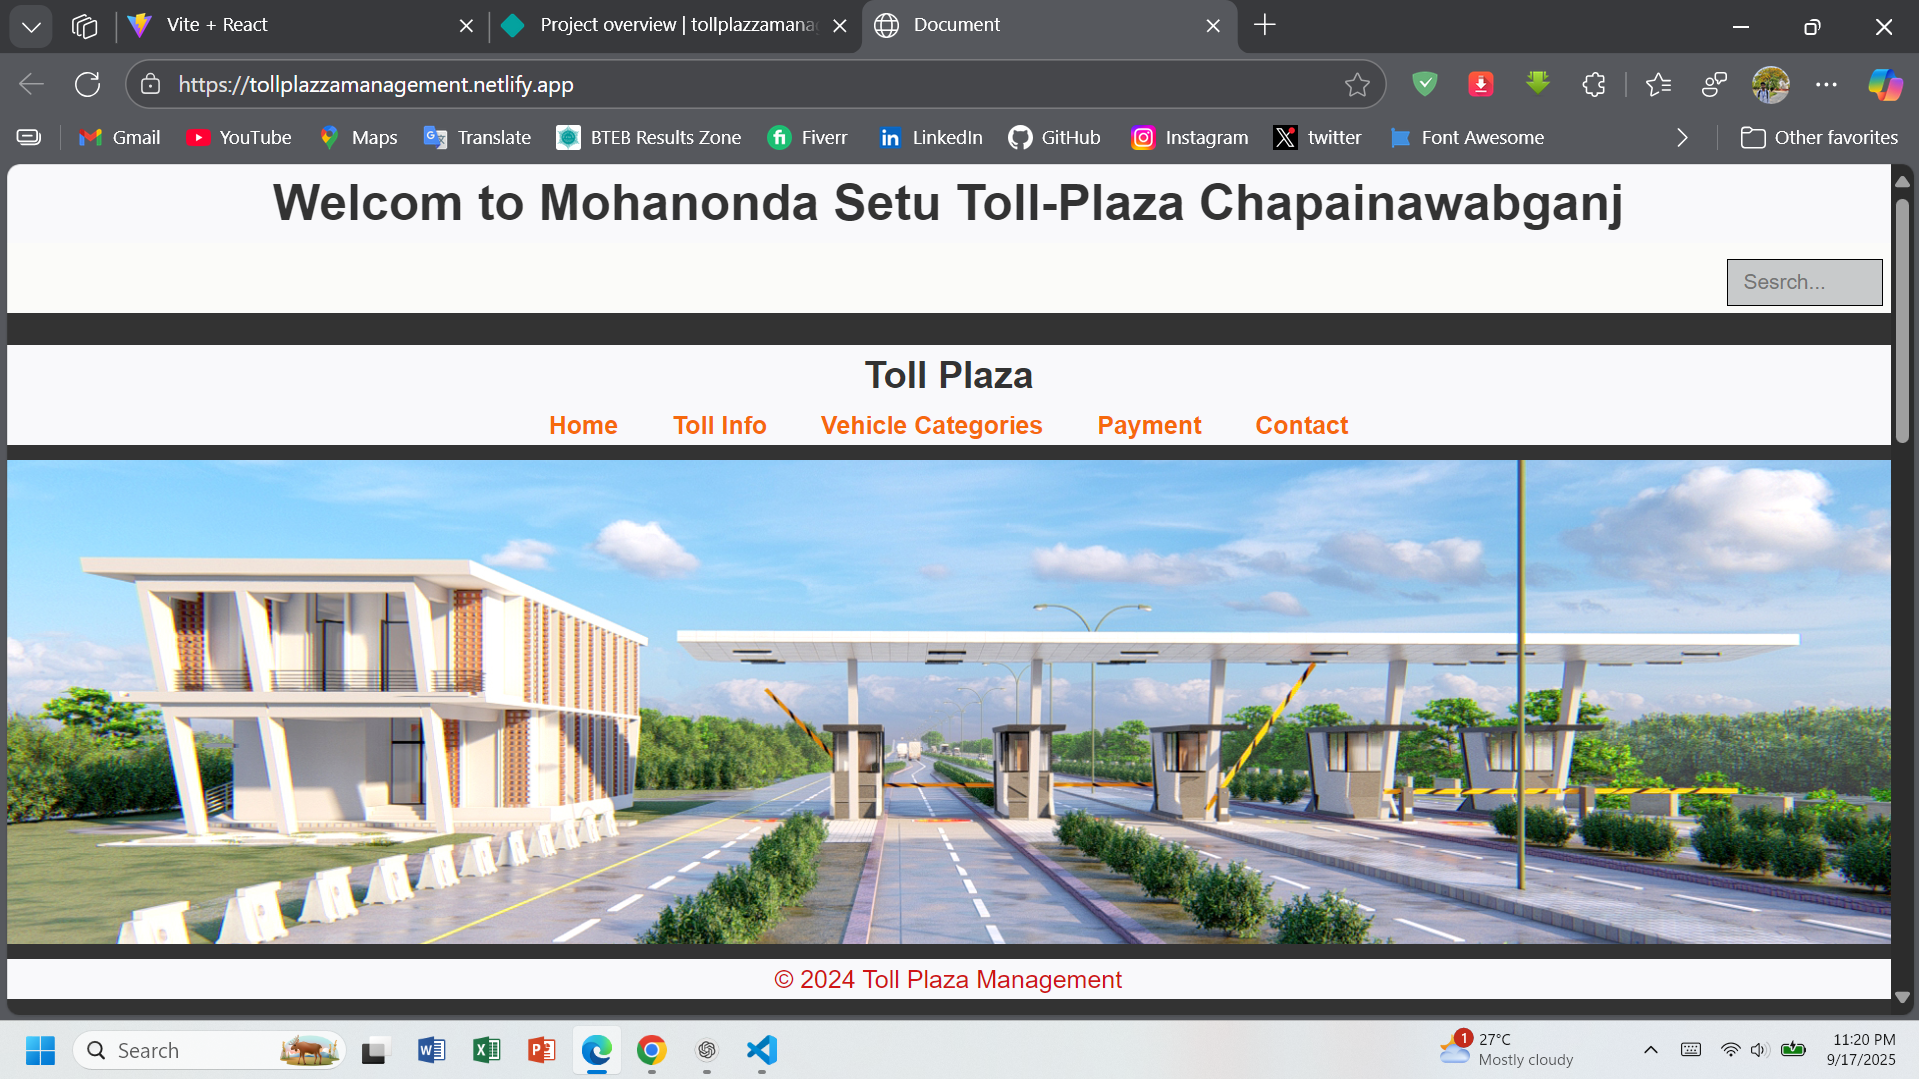 Vite + React
Project overview | tollplazzamana
Document
https://tollplazzamanagement.netlify.app
Gmail YouTube Maps Translate BTEB Results Zone Fiverr LinkedIn GitHub Instagram twitter Font Awesome Other favorites
Welcom to Mohanonda Setu Toll-Plaza Chapainawabganj
Sesrch...
Toll Plaza
Home Toll Info Vehicle Categories Payment Contact
© 2024 Toll Plaza Management
Search
1
27°C
Mostly cloudy
11:20 PM
9/17/2025